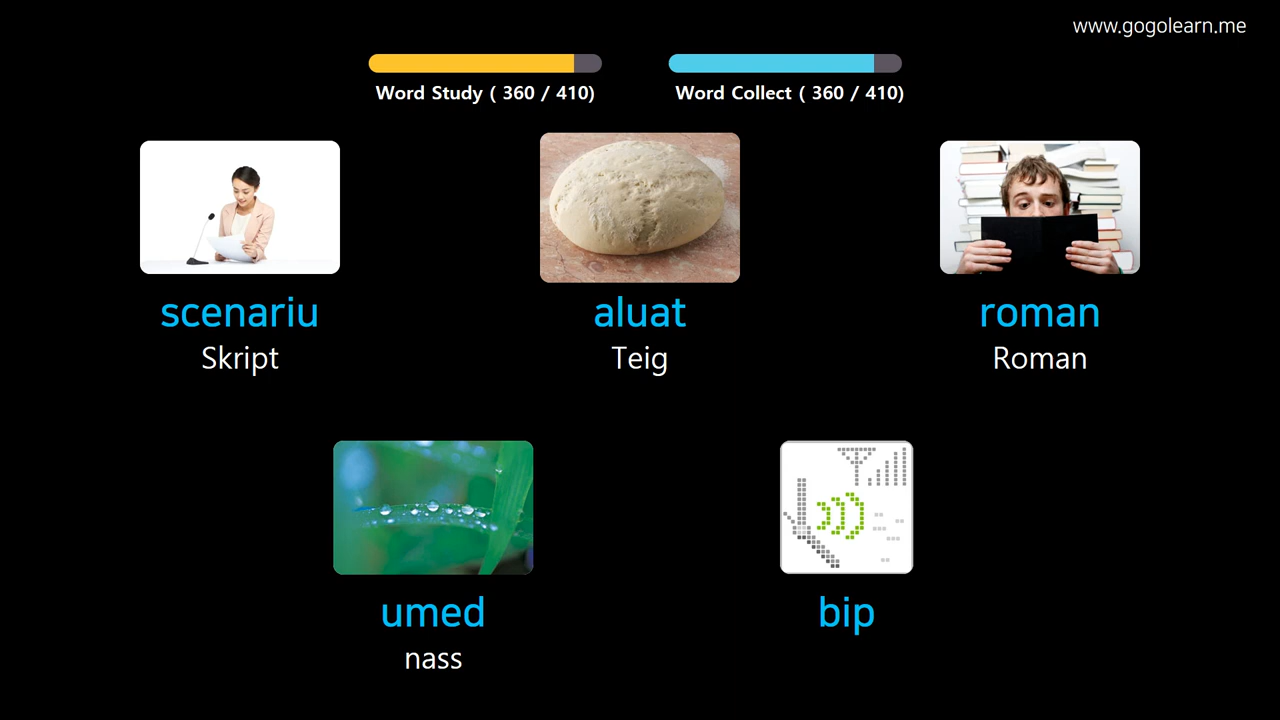 www.gogolearn.me
Word Study ( 360 / 410)
Word Collect ( 360 / 410)
scenariu
Skript
aluat
Teig
roman
Roman
umed
nass
bip